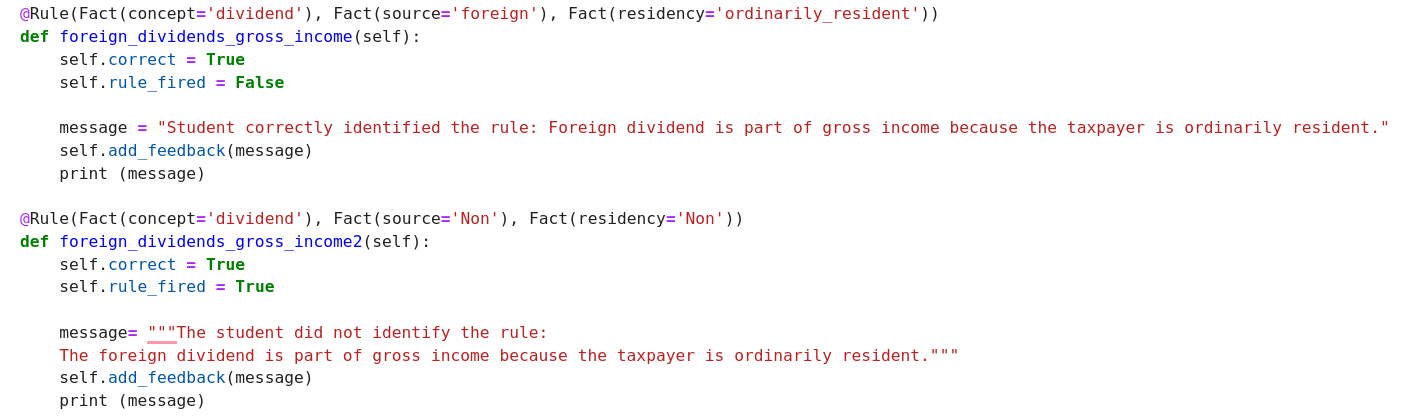 @Rule(Fact(concept='dividend'), Fact(source='foreign'), Fact(residency='ordinarily_resident'))
def foreign_dividends_gross_income(self):
    self.correct = True
    self.rule_fired = False

    message = "Student correctly identified the rule: Foreign dividend is part of gross income because the taxpayer is ordinarily resident."
    self.add_feedback(message)
    print (message)

@Rule(Fact(concept='dividend'), Fact(source='Non'), Fact(residency='Non'))
def foreign_dividends_gross_income2(self):
    self.correct = True
    self.rule_fired = True

    message= """The student did not identify the rule:
    The foreign dividend is part of gross income because the taxpayer is ordinarily resident."""
    self.add_feedback(message)
    print (message)